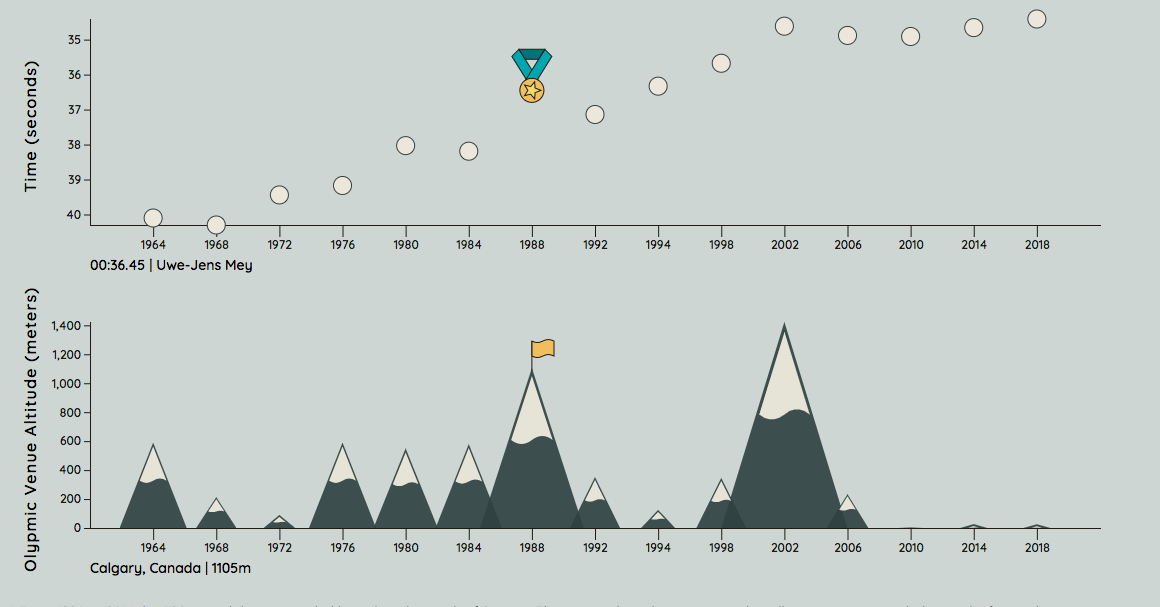 Time (seconds)
35
36
37
38
39
40
1964 1968 1972 1976 1980 1984 1988 1992 1994 1998 2002 2006 2010 2014 2018
00:36.45 | Uwe-Jens Mey
Olypmic Venue Altitude (meters)
1,400
1,200
1,000
800
600
400
200
0
1964 1968 1972 1976 1980 1984 1988 1992 1994 1998 2002 2006 2010 2014 2018
Calgary, Canada | 1105m